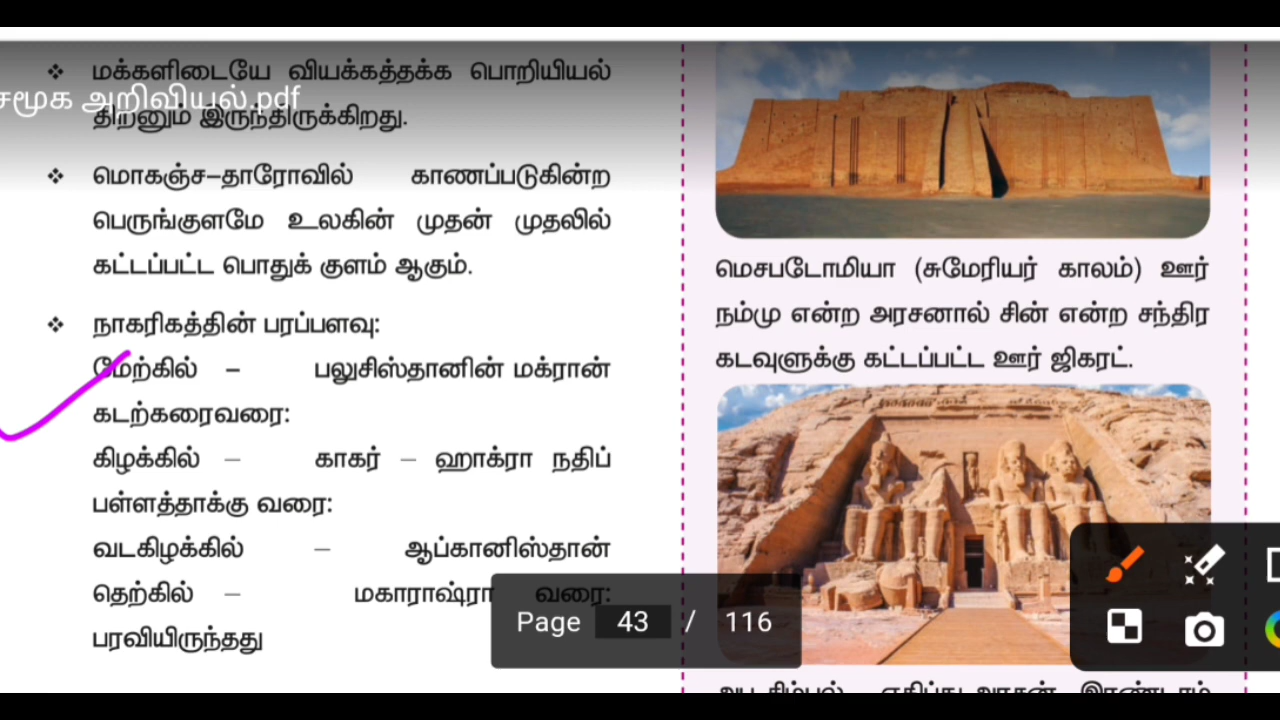 ❖ மக்களிடையே வியக்கத்தக்க பொறியியல்
சமூக அறிவியல்.pdf
திறனும் இருந்திருக்கிறது.
❖ மொகஞ்ச–தாரோவில் காணப்படுகின்ற
பெருங்குளமே உலகின் முதன் முதலில்
கட்டப்பட்ட பொதுக் குளம் ஆகும்.
❖ நாகரிகத்தின் பரப்பளவு:
மேற்கில் – பலுசிஸ்தானின் மக்ரான்
கடற்கரைவரை:
கிழக்கில் – காகர் – ஹாக்ரா நதிப்
பள்ளத்தாக்கு வரை:
வடகிழக்கில் – ஆப்கானிஸ்தான்
தெற்கில் – மகாராஷ்ரா வரை:
பரவியிருந்தது
மெசபடோமியா (சுமேரியர் காலம்) ஊர்
நம்மு என்ற அரசனால் சின் என்ற சந்திர
கடவுளுக்கு கட்டப்பட்ட ஊர் ஜிகரட்.
Page 43 / 116